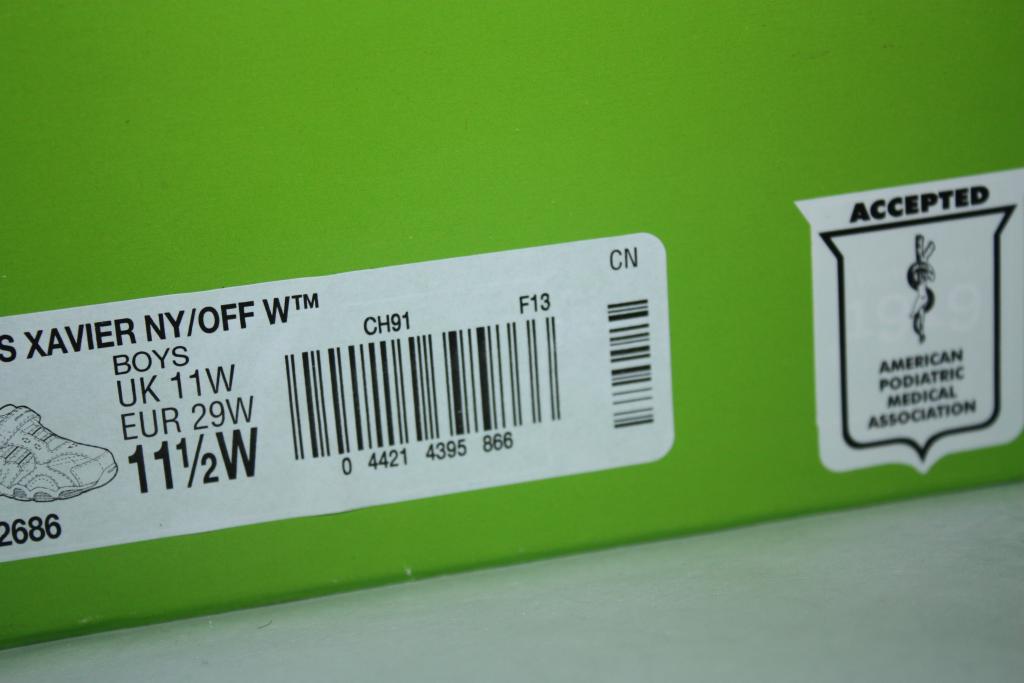 S XAVIER NY/OFF W™
BOYS
UK 11W
EUR 29W
11½W
2686
CH91
F13
0 4421 4395 866
CN
ACCEPTED
AMERICAN
PODIATRIC
MEDICAL
ASSOCIATION